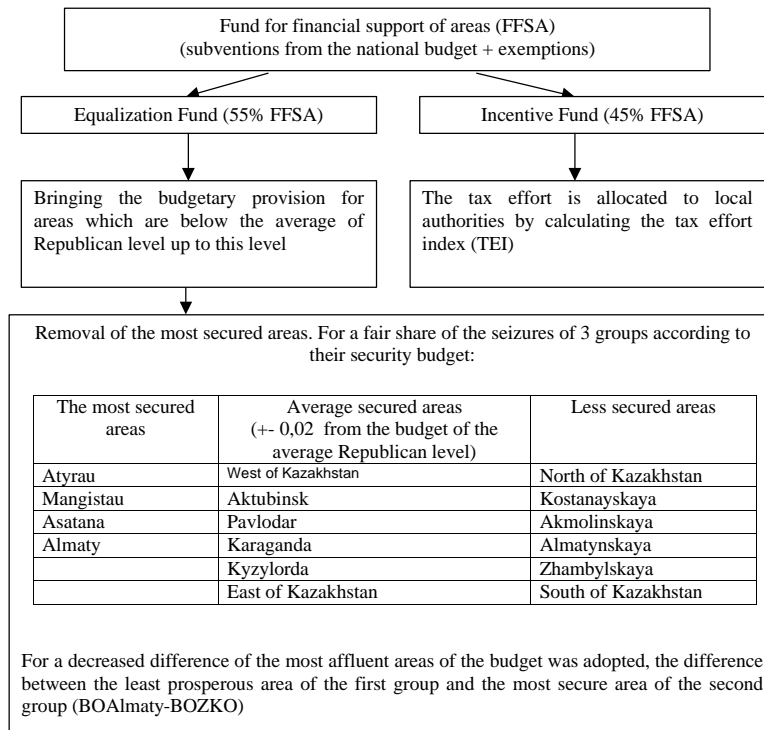 Fund for financial support of areas (FFSA)
(subventions from the national budget + exemptions)
Equalization Fund (55% FFSA)
Incentive Fund (45% FFSA)
Bringing the budgetary provision for
areas which are below the average of
Republican level up to this level
The tax effort is allocated to local
authorities by calculating the tax effort
index (TEI)
Removal of the most secured areas. For a fair share of the seizures of 3 groups according to
their security budget:
The most secured
areas
Average secured areas
(+- 0,02 from the budget of the
average Republican level)
Less secured areas
Atyrau
West of Kazakhstan
North of Kazakhstan
Mangistau
Aktubinsk
Kostanayskaya
Asatana
Pavlodar
Akmolinskaya
Almaty
Karaganda
Almatynskaya
Kyzylorda
Zhambylskaya
East of Kazakhstan
South of Kazakhstan
For a decreased difference of the most affluent areas of the budget was adopted, the difference
between the least prosperous area of the first group and the most secure area of the second
group (BOAlmaty-BOZKO)